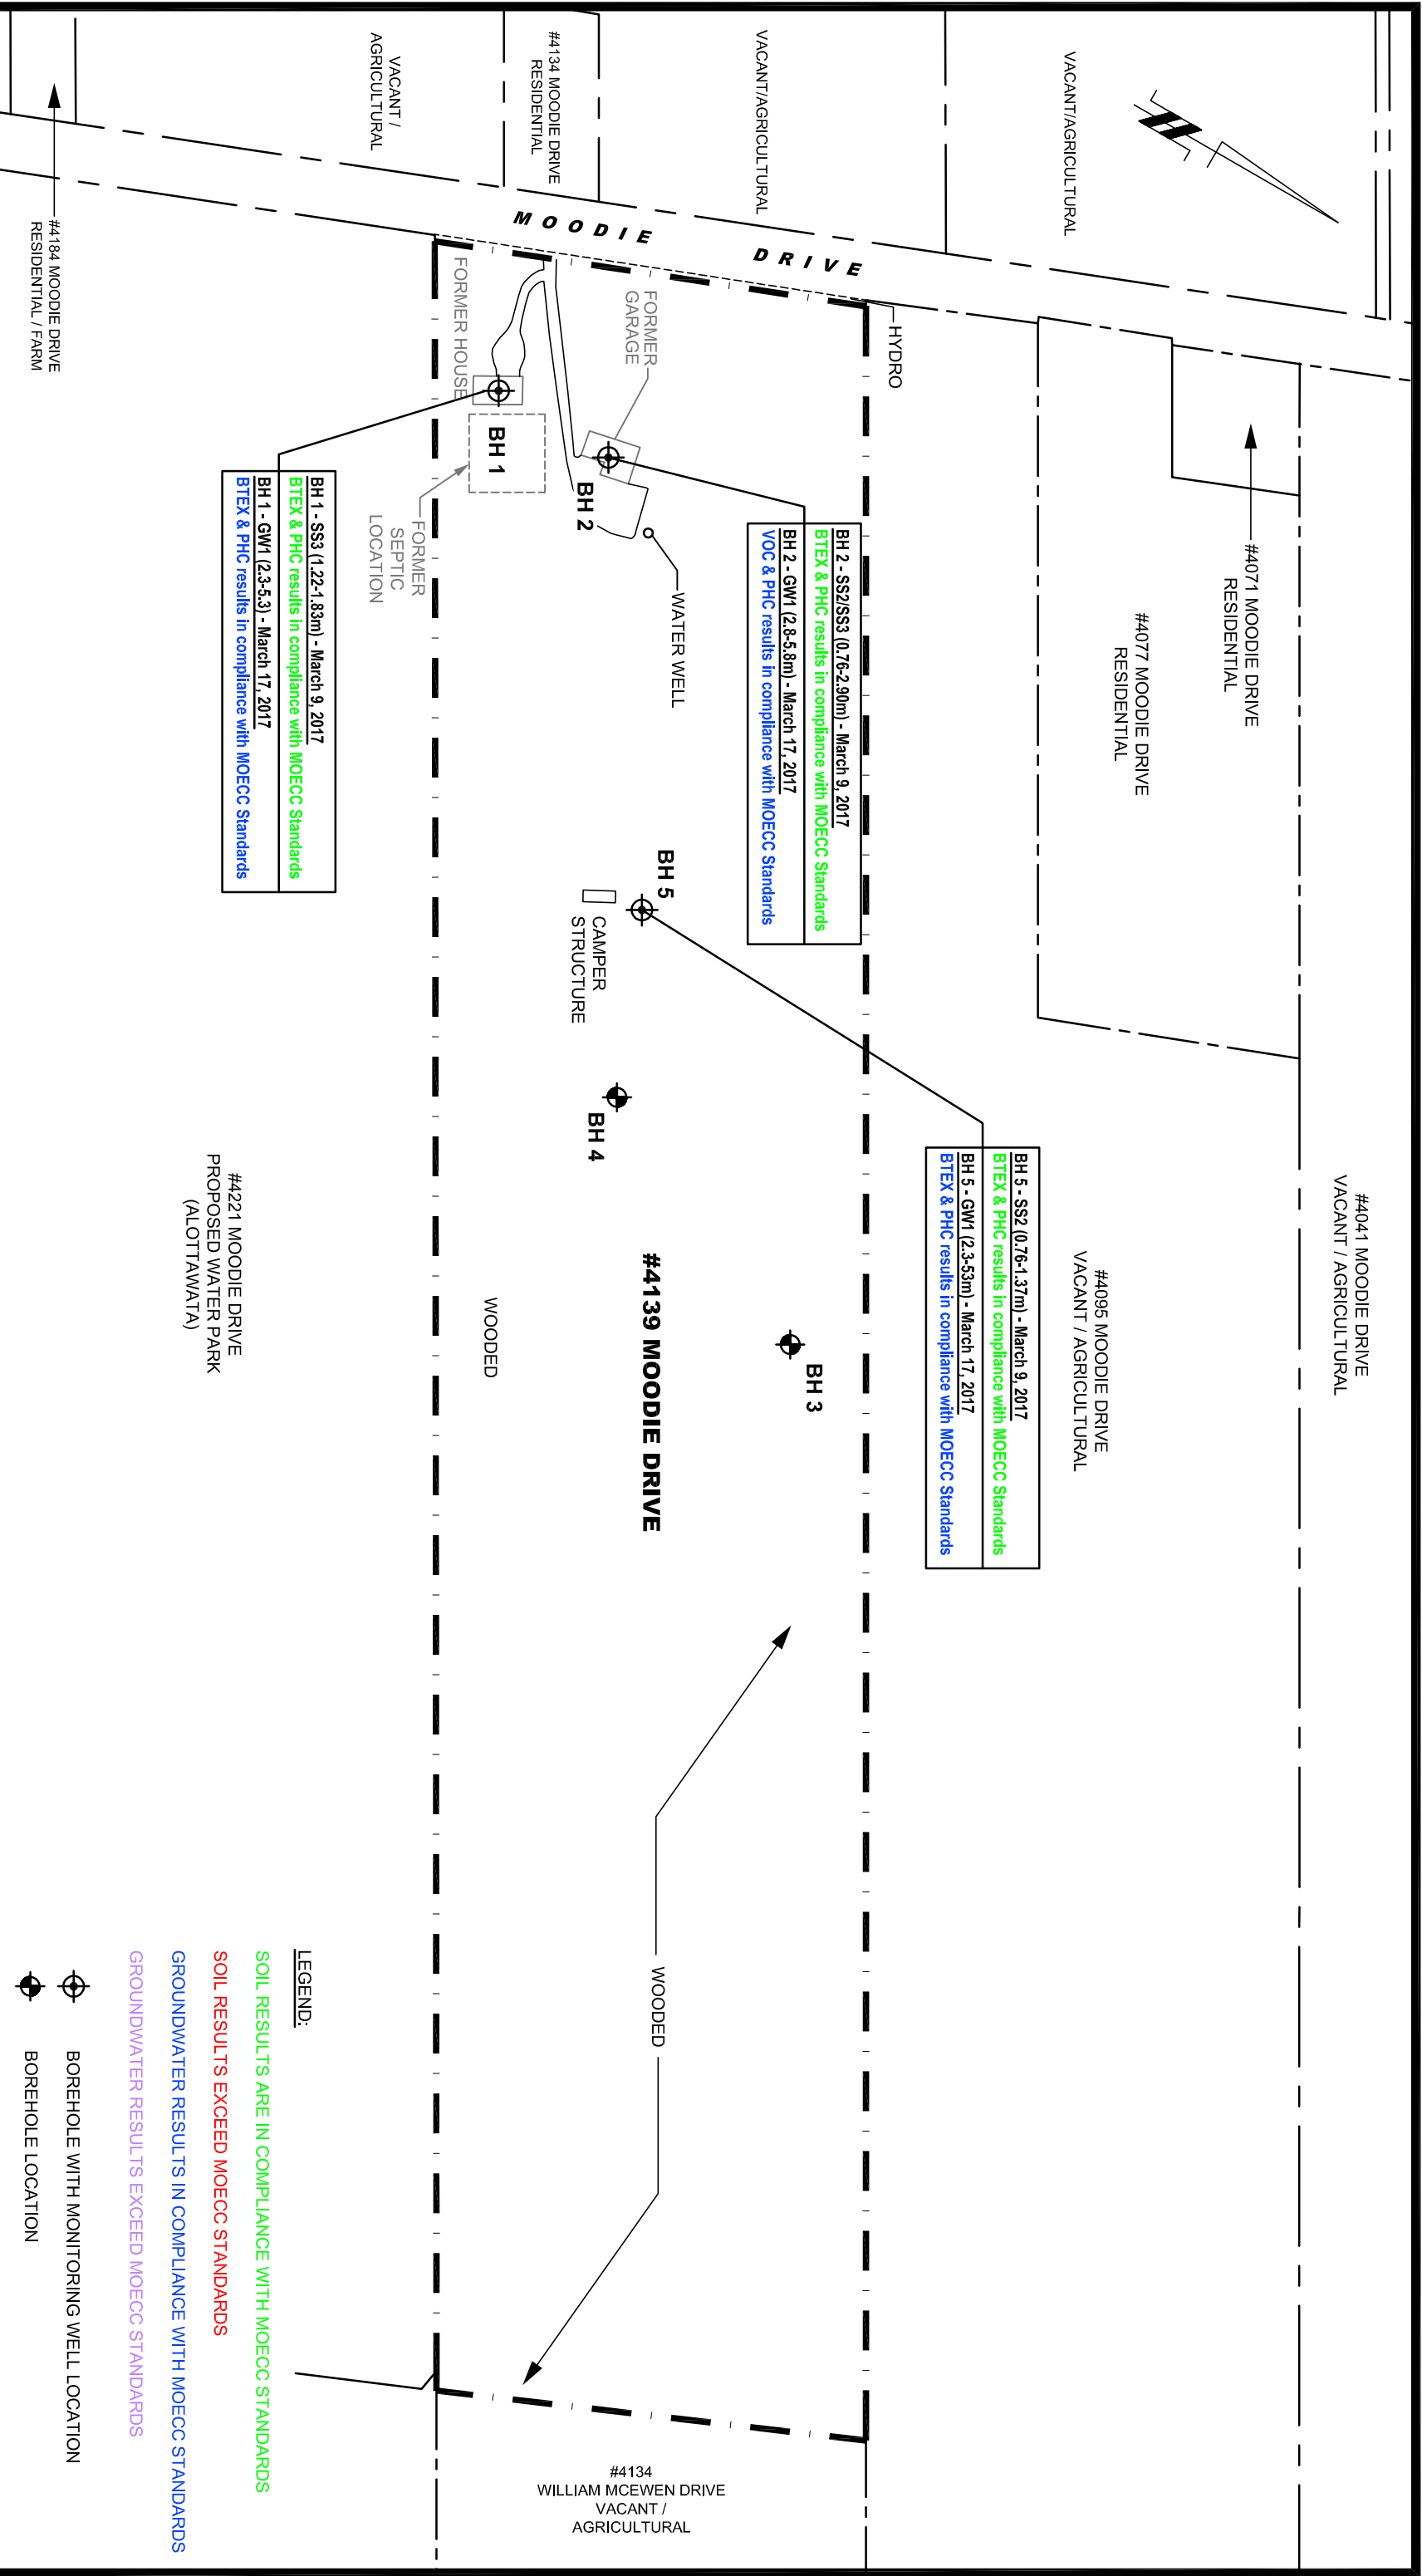 #4041 MOODIE DRIVE
VACANT / AGRICULTURAL
VACANT/AGRICULTURAL
#4071 MOODIE DRIVE
RESIDENTIAL
#4077 MOODIE DRIVE
RESIDENTIAL
#4095 MOODIE DRIVE
VACANT / AGRICULTURAL
VACANT/AGRICULTURAL
MOODIE DRIVE
HYDRO
#4134 MOODIE DRIVE
RESIDENTIAL
VACANT /
AGRICULTURAL
#4184 MOODIE DRIVE
RESIDENTIAL / FARM
FORMER
GARAGE
FORMER HOUSE
BH 1
BH 2
WATER WELL
FORMER
SEPTIC
LOCATION
BH 2 - SS2/SS3 (0.76-2.90m) - March 9, 2017
BTEX & PHC results in compliance with MOECC Standards
BH 2 - GW1 (2.8-5.8m) - March 17, 2017
VOC & PHC results in compliance with MOECC Standards
BH 1 - SS3 (1.22-1.83m) - March 9, 2017
BTEX & PHC results in compliance with MOECC Standards
BH 1 - GW1 (2.3-5.3) - March 17, 2017
BTEX & PHC results in compliance with MOECC Standards
BH 5 - SS2 (0.76-1.37m) - March 9, 2017
BTEX & PHC results in compliance with MOECC Standards
BH 5 - GW1 (2.3-53m) - March 17, 2017
BTEX & PHC results in compliance with MOECC Standards
BH 5
CAMPER
STRUCTURE
BH 4
BH 3
#4139 MOODIE DRIVE
WOODED
#4221 MOODIE DRIVE
PROPOSED WATER PARK
(ALOTTAWATA)
WOODED
#4134
WILLIAM MCEWEN DRIVE
VACANT /
AGRICULTURAL
LEGEND:
SOIL RESULTS ARE IN COMPLIANCE WITH MOECC STANDARDS
SOIL RESULTS EXCEED MOECC STANDARDS
GROUNDWATER RESULTS IN COMPLIANCE WITH MOECC STANDARDS
GROUNDWATER RESULTS EXCEED MOECC STANDARDS
BOREHOLE WITH MONITORING WELL LOCATION
BOREHOLE LOCATION